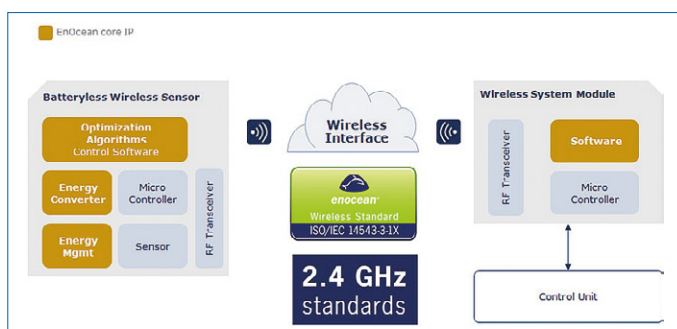 EnOcean core IP
Batteryless Wireless Sensor
Optimization
Algorithms
Control Software
Energy
Converter
Micro
Controller
Energy
Mgmt
Sensor
RF Transceiver
Wireless
Interface
enocean®
Wireless Standard
ISO/IEC 14543-3-1X
2.4 GHz
standards
Wireless System Module
RF Transceiver
Software
Micro
Controller
Control Unit